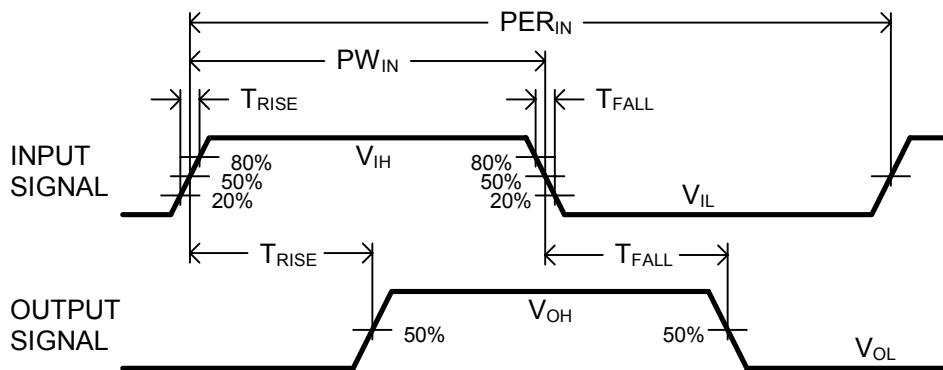 PER_IN
PW_IN
T_RISE
T_FALL
INPUT
SIGNAL
V_IH
80%
50%
20%
80%
50%
20%
V_IL
T_RISE
T_FALL
OUTPUT
SIGNAL
50%
V_OH
50%
V_OL